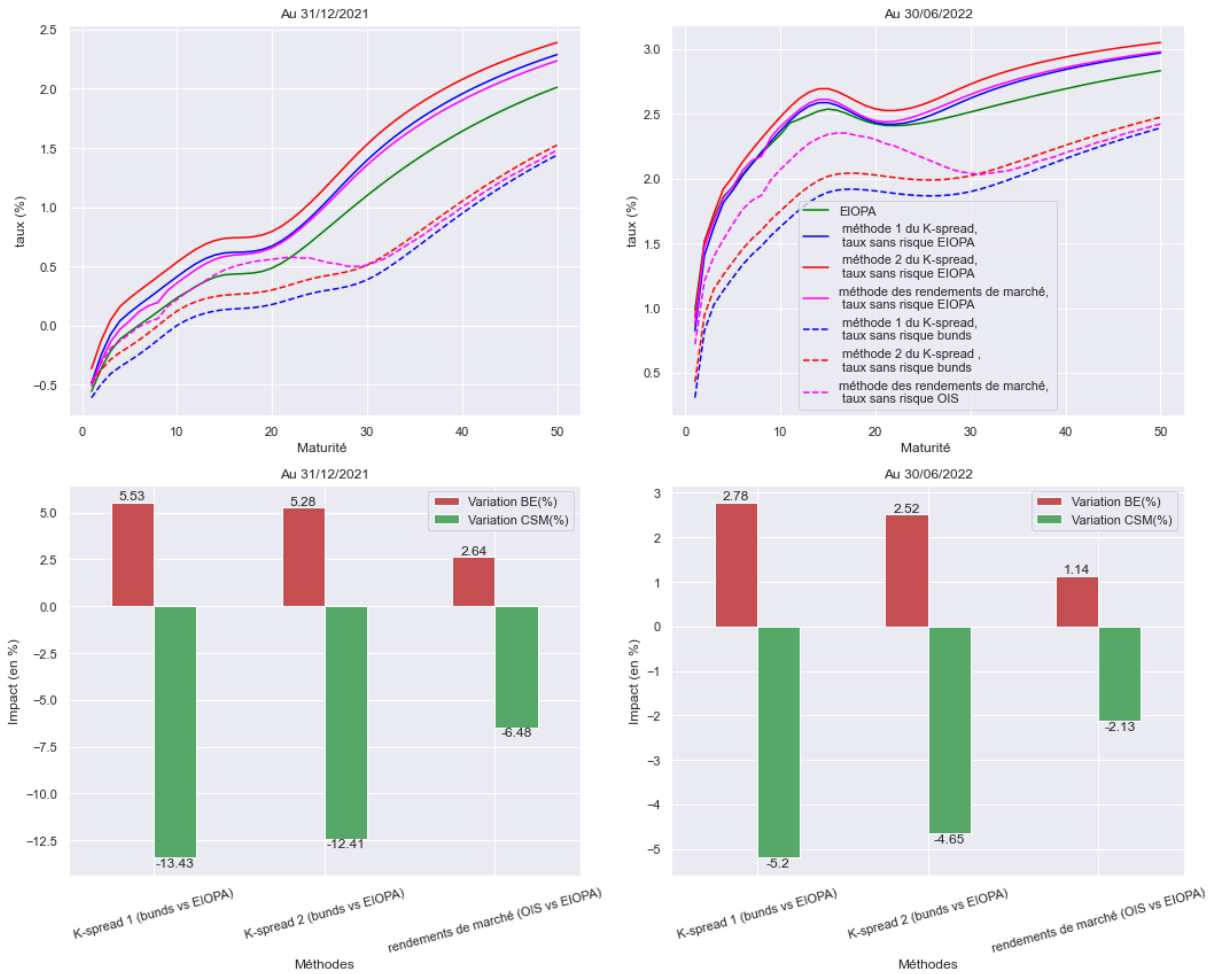 Au 31/12/2021
2.5
2.0
1.5
1.0
0.5
0.0
−0.5
taux (%)
0
10
20
30
40
50
Maturité
Au 30/06/2022
3.0
2.5
2.0
1.5
1.0
0.5
taux (%)
EIOPA
méthode 1 du K-spread,
taux sans risque EIOPA
méthode 2 du K-spread,
taux sans risque EIOPA
méthode des rendements de marché,
taux sans risque EIOPA
méthode 1 du K-spread,
taux sans risque bunds
méthode 2 du K-spread ,
taux sans risque bunds
méthode des rendements de marché,
taux sans risque OIS
0
10
20
30
40
50
Maturité
Au 31/12/2021
Variation BE(%)
Variation CSM(%)
5.0
2.5
0.0
−2.5
−5.0
−7.5
−10.0
−12.5
Impact (en %)
5.53
5.28
2.64
-13.43
-12.41
-6.48
K-spread 1 (bunds vs EIOPA)
K-spread 2 (bunds vs EIOPA)
rendements de marché (OIS vs EIOPA)
Méthodes
Au 30/06/2022
Variation BE(%)
Variation CSM(%)
3
2
1
0
−1
−2
−3
−4
−5
Impact (en %)
2.78
2.52
1.14
-5.2
-4.65
-2.13
K-spread 1 (bunds vs EIOPA)
K-spread 2 (bunds vs EIOPA)
rendements de marché (OIS vs EIOPA)
Méthodes